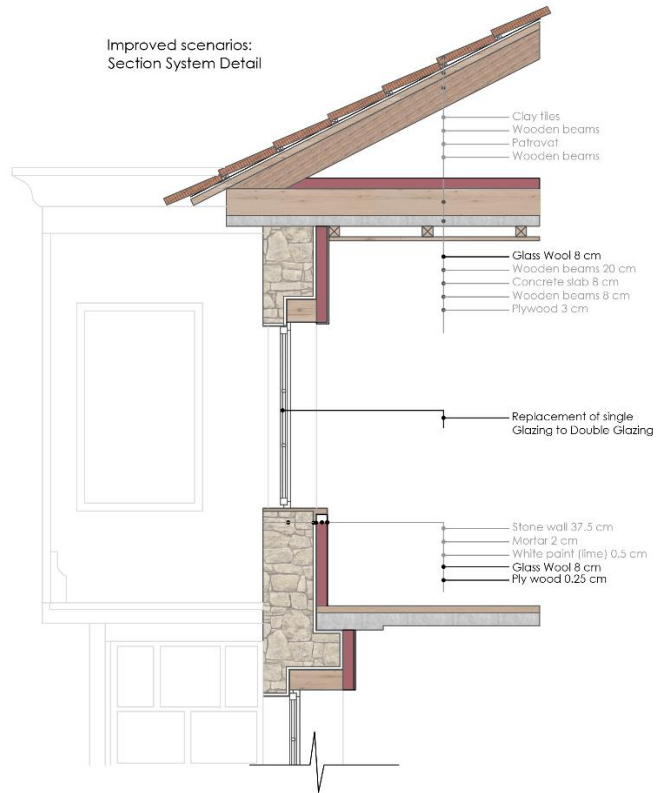 Improved scenarios:
Section System Detail
Clay tiles
Wooden beams
Patravat
Wooden beams
Glass Wool 8 cm
Wooden beams 20 cm
Concrete slab 8 cm
Wooden beams 8 cm
Plywood 3 cm
Replacement of single
Glazing to Double Glazing
Stone wall 37.5 cm
Mortar 2 cm
White paint (lime) 0.5 cm
Glass Wool 8 cm
Ply wood 0.25 cm